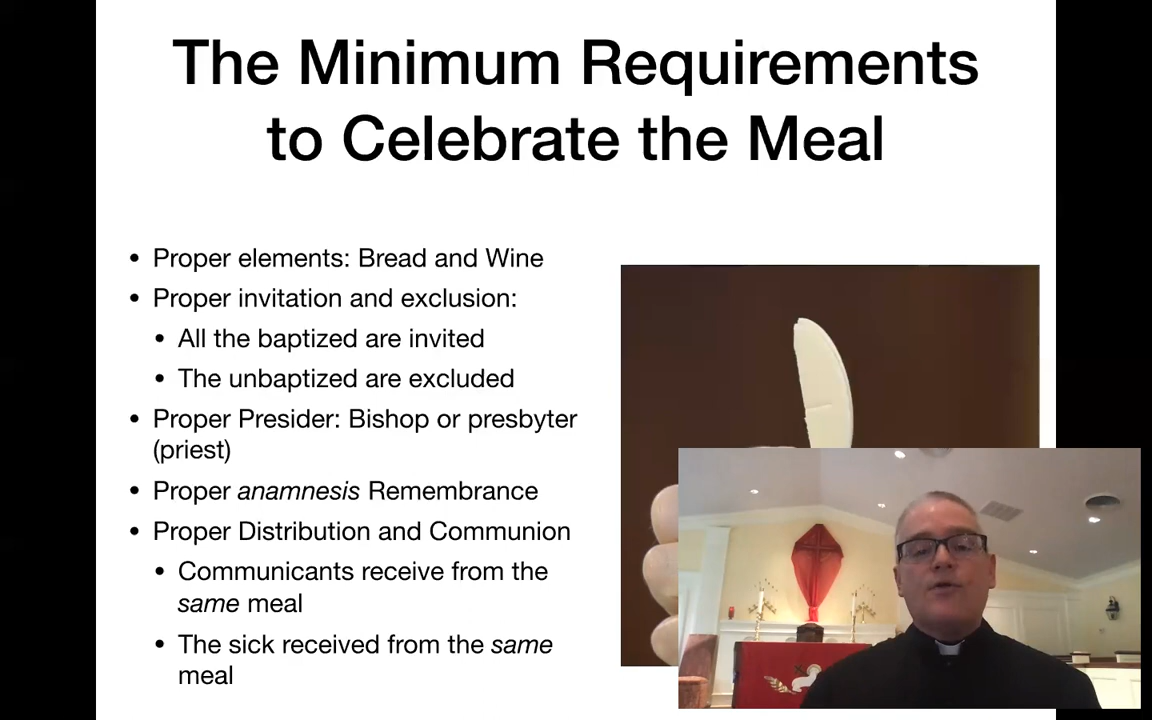 The Minimum Requirements
to Celebrate the Meal
• Proper elements: Bread and Wine
• Proper invitation and exclusion:
• All the baptized are invited
• The unbaptized are excluded
• Proper Presider: Bishop or presbyter
(priest)
• Proper anamnesis Remembrance
• Proper Distribution and Communion
• Communicants receive from the
same meal
• The sick received from the same
meal